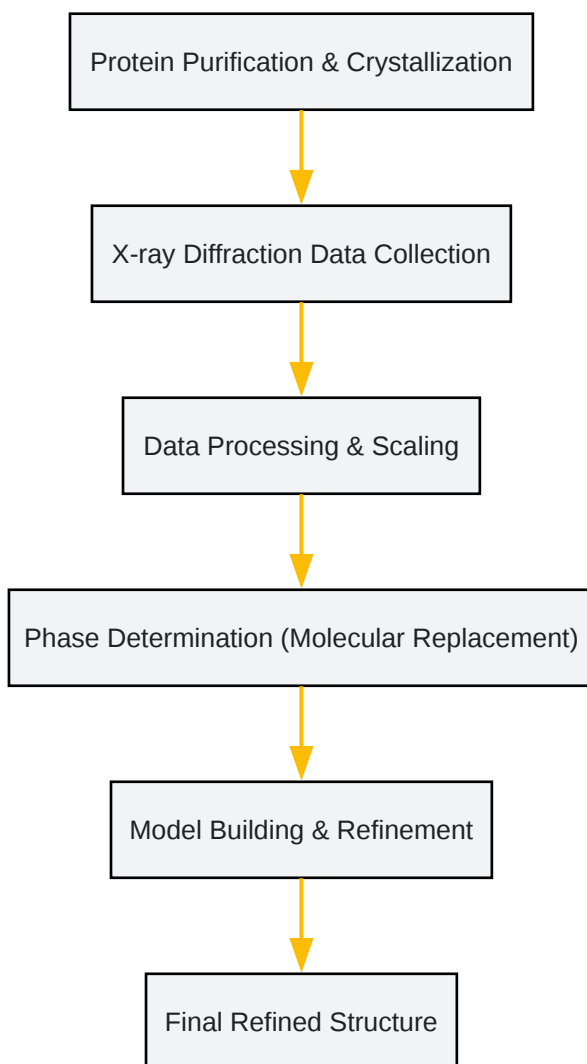 Protein Purification & Crystallization
X-ray Diffraction Data Collection
Data Processing & Scaling
Phase Determination (Molecular Replacement)
Model Building & Refinement
Final Refined Structure